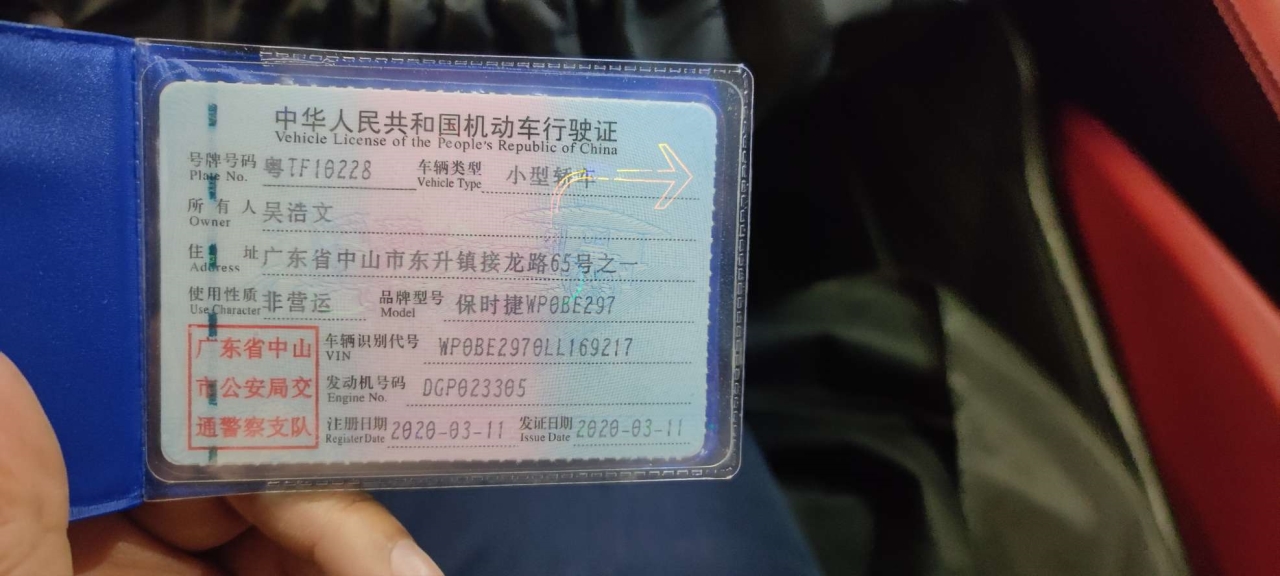 中华人民共和国机动车行驶证
Vehicle License of the People's Republic of China
号牌号码 粤TF10228 车辆类型 小型轿车
Plate No. Vehicle Type
所有人 吴浩文
Owner
住址 广东省中山市东升镇接龙路65号之一
Address
使用性质 非营运 品牌型号 保时捷WP0BE297
Use Character Model
广东省中山 车辆识别代号 WP0BE2970LL169217
VIN
市公安局交 发动机号码 DGP023305
Engine No.
通警察支队 注册日期 2020-03-11 发证日期 2020-03-11
Register Date Issue Date